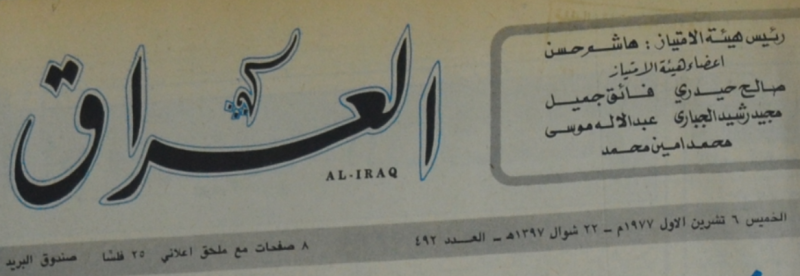 العراق
AL-IRAQ
رئيس هيئة الامتياز : هاشم حسن
اعضاء هيئة الامتياز
صالح حيدري فائق جميل
مجيد رشيد الجباري عبدالاله موسى
محمد امين محمد
الخميس ٦ تشرين الاول ١٩٧٧م - ٢٢ شوال ١٣٩٧هـ - العدد ٤٩٢
٨ صفحات مع ملحق اعلاني ٢٥ فلسًا صندوق البريد